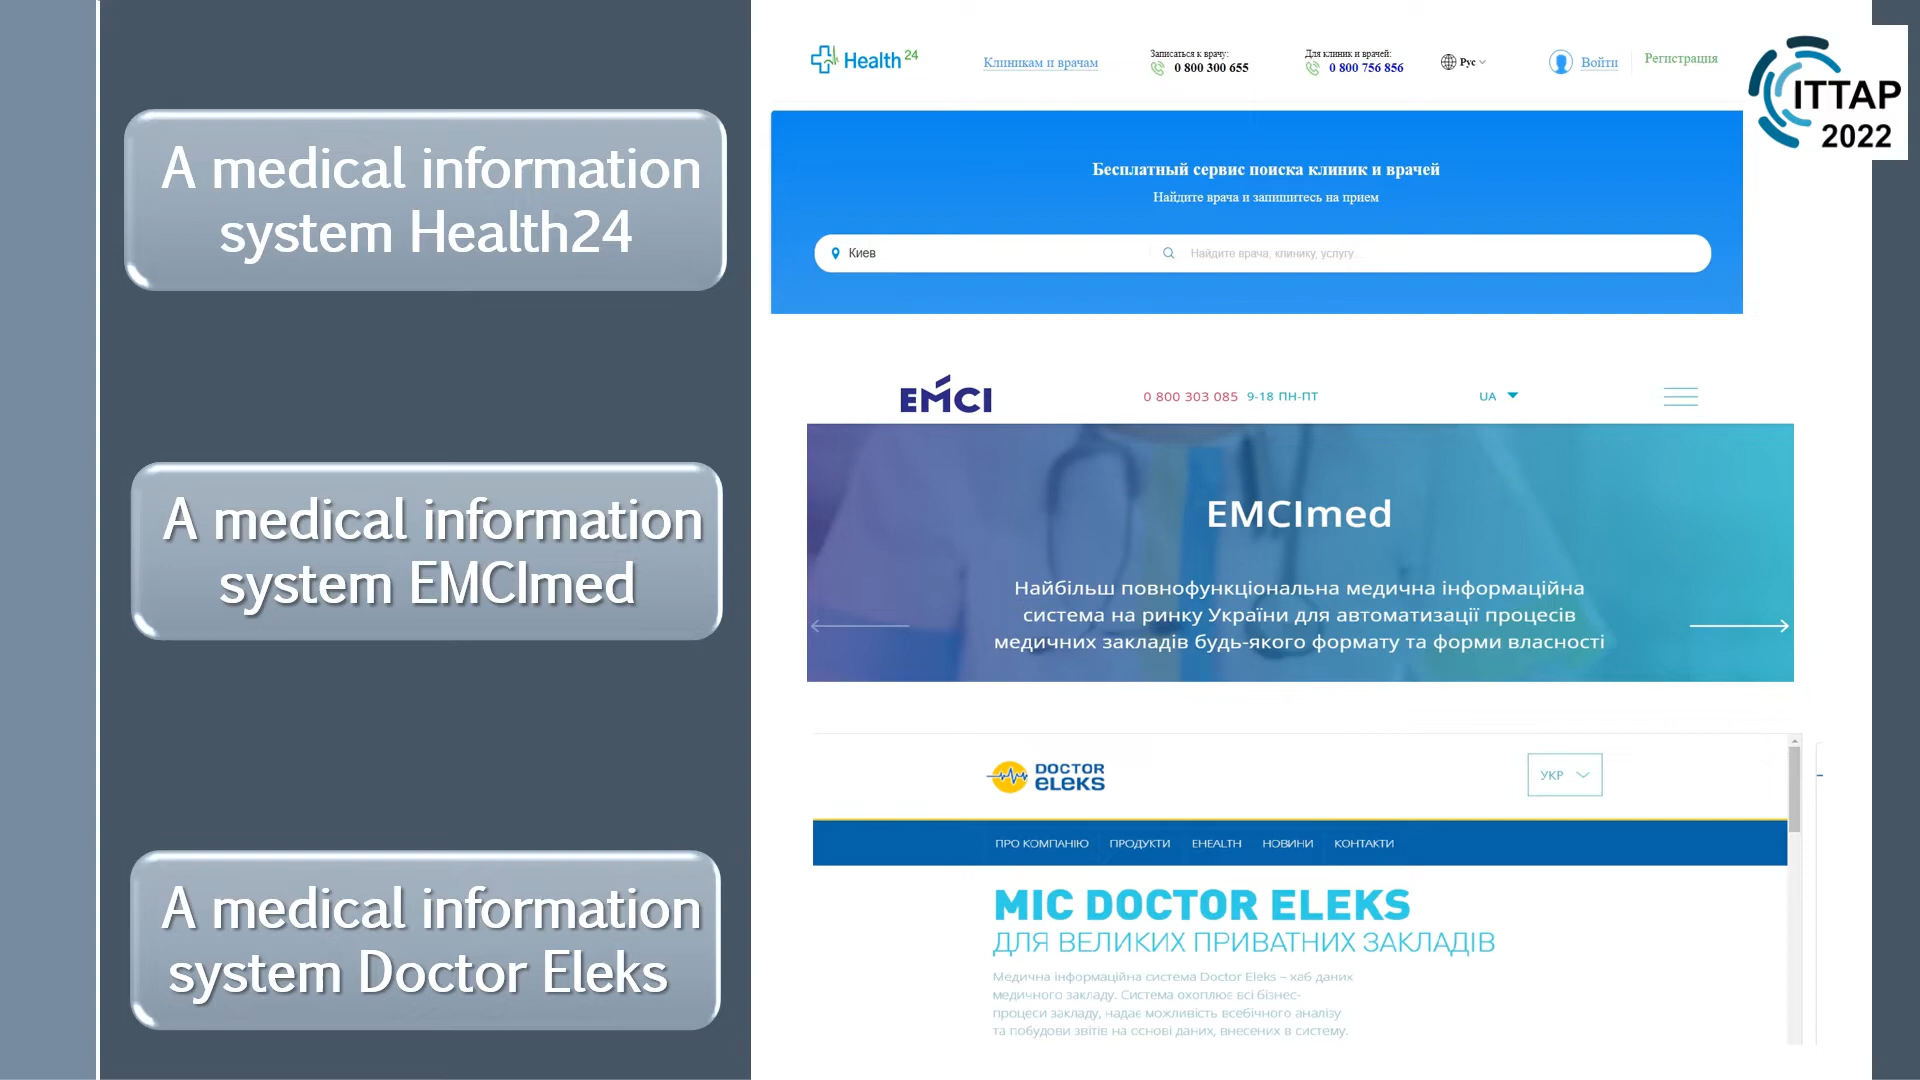 A medical information
system Health24
Health 24
Клиникам и врачам
Записаться к врачу:
0 800 300 655
Для клиник и врачей:
0 800 756 856
Рус
Войти
Регистрация
ITTAP
2022
Бесплатный сервис поиска клиник и врачей
Найдите врача и запишитесь на прием
Киев
Найдите врача, клинику, услугу...
A medical information
system EMCImed
EMCI
0 800 303 085 9-18 ПН-ПТ
UA
EMCImed
Найбільш повнофункціональна медична інформаційна
система на ринку України для автоматизації процесів
медичних закладів будь-якого формату та форми власності
A medical information
system Doctor Eleks
DOCTOR
eLeKS
УКР
ПРО КОМПАНІЮ ПРОДУКТИ EHEALTH НОВИНИ КОНТАКТИ
МІС DOCTOR ELEKS
ДЛЯ ВЕЛИКИХ ПРИВАТНИХ ЗАКЛАДІВ
Медична інформаційна система Doctor Eleks – хаб даних
медичного закладу. Система охоплює всі бізнес-
процеси закладу, надає можливість всебічного аналізу
та побудови звітів на основі даних, внесених в систему.